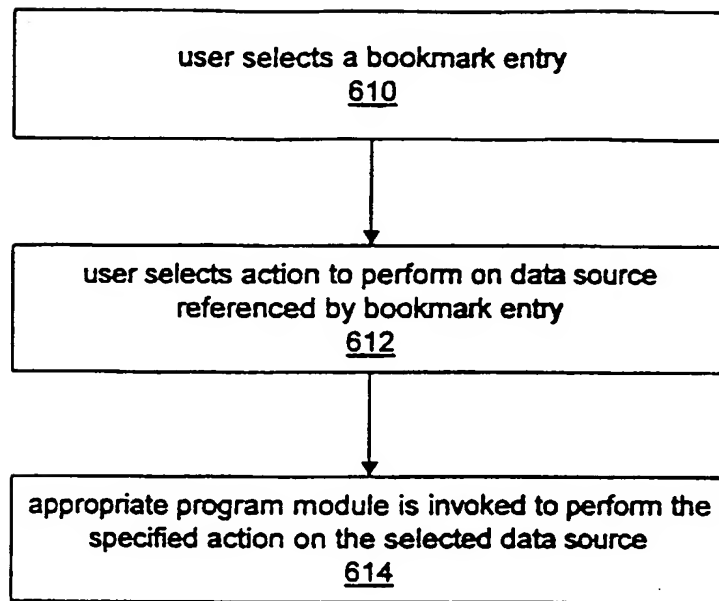 user selects a bookmark entry
610
user selects action to perform on data source
referenced by bookmark entry
612
appropriate program module is invoked to perform the
specified action on the selected data source
614